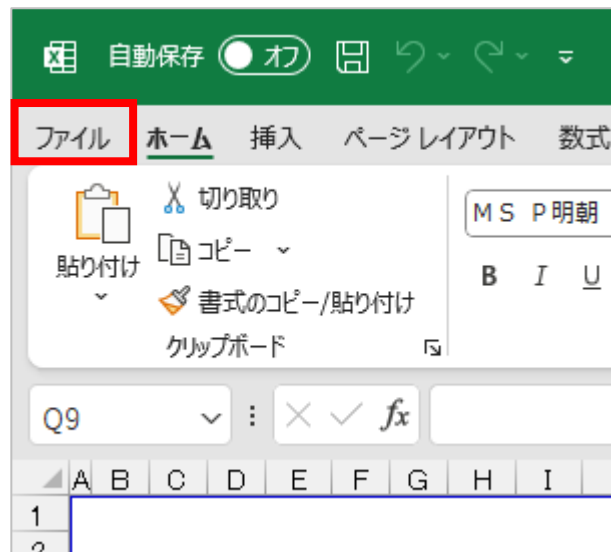 自動保存 オフ
ファイル ホーム 挿入 ページ レイアウト 数式
切り取り
コピー
貼り付け
書式のコピー/貼り付け
クリップボード
ＭＳ Ｐ明朝
B I U
Q9
fx
A B C D E F G H I
1
2